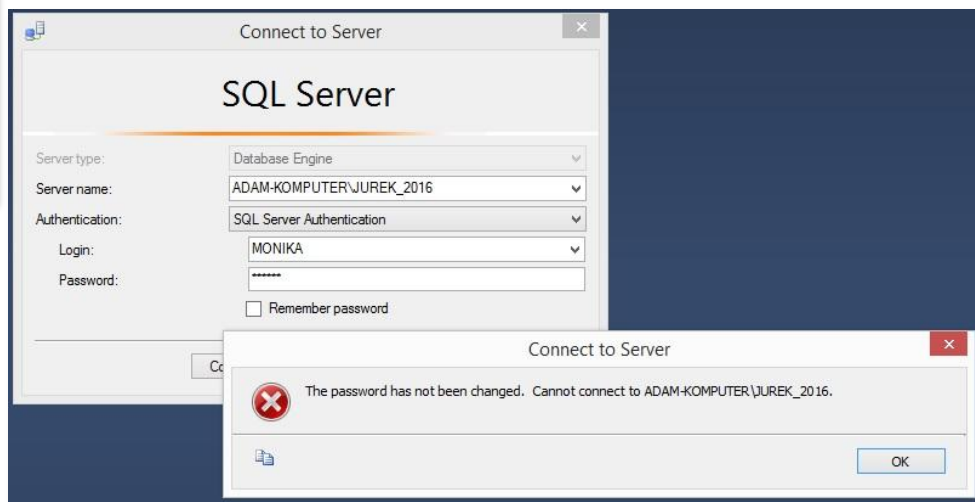 Connect to Server
SQL Server
Server type: Database Engine
Server name: ADAM-KOMPUTER\JUREK_2016
Authentication: SQL Server Authentication
Login: MONIKA
Password: ******
Remember password
Connect to Server
The password has not been changed. Cannot connect to ADAM-KOMPUTER\JUREK_2016.
OK